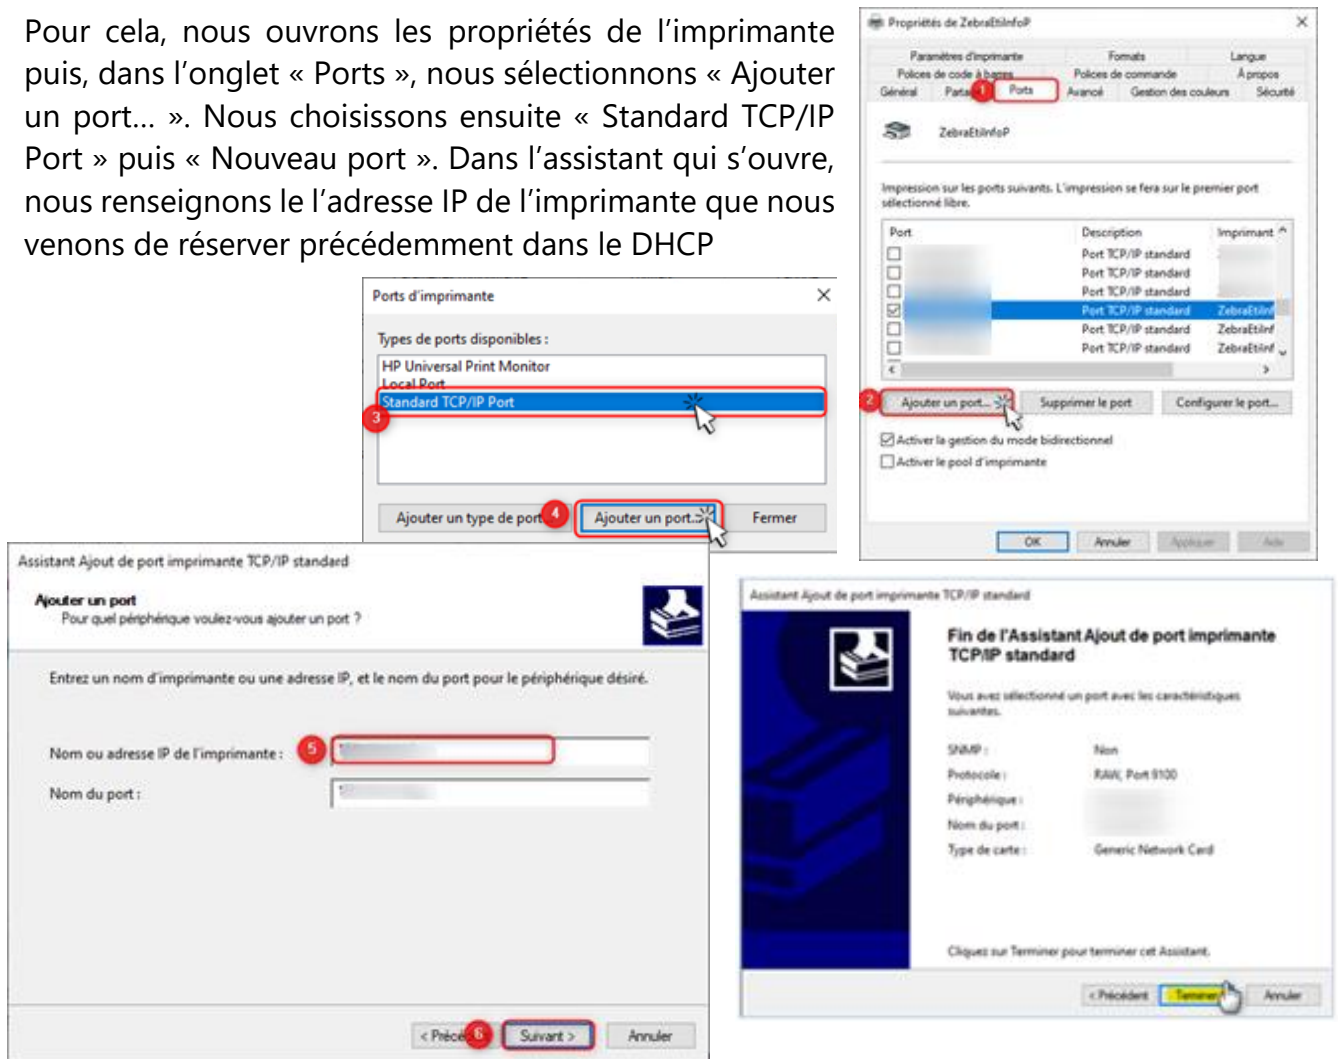 Pour cela, nous ouvrons les propriétés de l’imprimante
puis, dans l’onglet « Ports », nous sélectionnons « Ajouter
un port… ». Nous choisissons ensuite « Standard TCP/IP
Port » puis « Nouveau port ». Dans l’assistant qui s’ouvre,
nous renseignons le l’adresse IP de l’imprimante que nous
venons de réserver précédemment dans le DHCP
Propriétés de ZebraEtiInfoP
Paramètres d'imprimante Formats Langue
Polices de code à barres Polices de commande À propos
Général 1 Ports Avancé Gestion des couleurs Sécurité
ZebraEtiInfoP
Impression sur les ports suivants. L'impression se fera sur le premier port
sélectionné libre.
Port Description Imprimant
Port TCP/IP standard
Port TCP/IP standard
Port TCP/IP standard
Port TCP/IP standard ZebraEtiInf
Port TCP/IP standard ZebraEtiInf
Port TCP/IP standard ZebraEtiInf
2 Ajouter un port... Supprimer le port Configurer le port...
Activer la gestion du mode bidirectionnel
Activer le pool d'imprimante
OK Annuler Appliquer Aide
Ports d'imprimante
Types de ports disponibles :
HP Universal Print Monitor
Local Port
Standard TCP/IP Port
3
Ajouter un type de port 4 Ajouter un port... Fermer
Assistant Ajout de port imprimante TCP/IP standard
Ajouter un port
Pour quel périphérique voulez-vous ajouter un port ?
Entrez un nom d'imprimante ou une adresse IP, et le nom du port pour le périphérique désiré.
Nom ou adresse IP de l'imprimante : 5
Nom du port :
< Précé 6 Suivant > Annuler
Assistant Ajout de port imprimante TCP/IP standard
Fin de l'Assistant Ajout de port imprimante
TCP/IP standard
Vous avez sélectionné un port avec les caractéristiques
suivantes.
SNMP : Non
Protocole : RAW, Port 9100
Périphérique :
Nom du port :
Type de carte : Generic Network Card
Cliquez sur Terminer pour terminer cet Assistant.
< Précédent Terminer Annuler